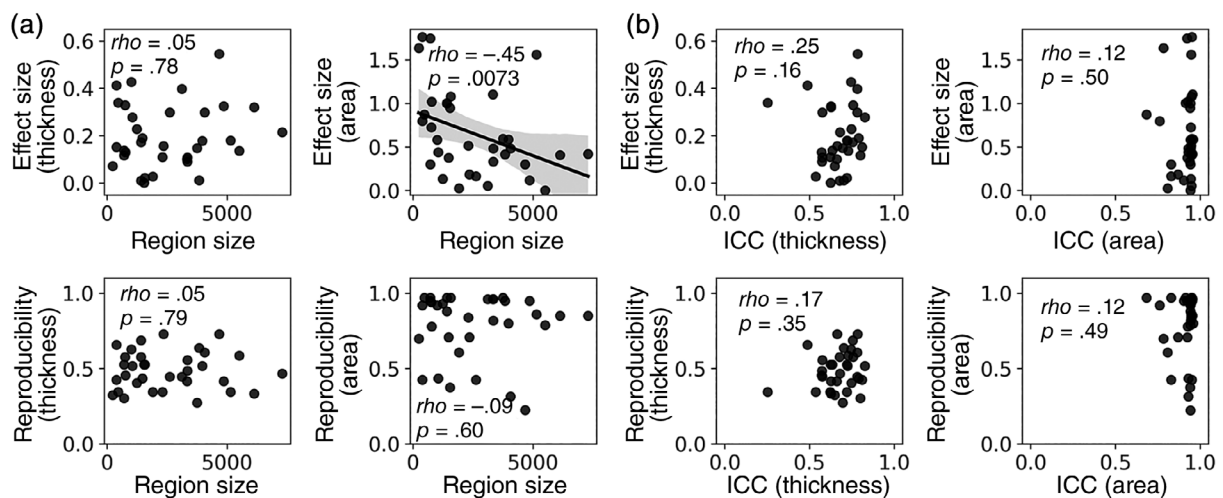 (a)
Effect size
(thickness)
0.6
0.4
0.2
0.0
rho = .05
p = .78
0
5000
Region size
Effect size
(area)
1.5
1.0
0.5
0.0
rho = −.45
p = .0073
0
5000
Region size
(b)
Effect size
(thickness)
0.6
0.4
0.2
0.0
rho = .25
p = .16
0.0
0.5
1.0
ICC (thickness)
Effect size
(area)
1.5
1.0
0.5
0.0
rho = .12
p = .50
0.0
0.5
1.0
ICC (area)
Reproducibility
(thickness)
1.0
0.5
0.0
rho = .05
p = .79
0
5000
Region size
Reproducibility
(area)
1.0
0.5
0.0
rho = −.09
p = .60
0
5000
Region size
Reproducibility
(thickness)
1.0
0.5
0.0
rho = .17
p = .35
0.0
0.5
1.0
ICC (thickness)
Reproducibility
(area)
1.0
0.5
0.0
rho = .12
p = .49
0.0
0.5
1.0
ICC (area)